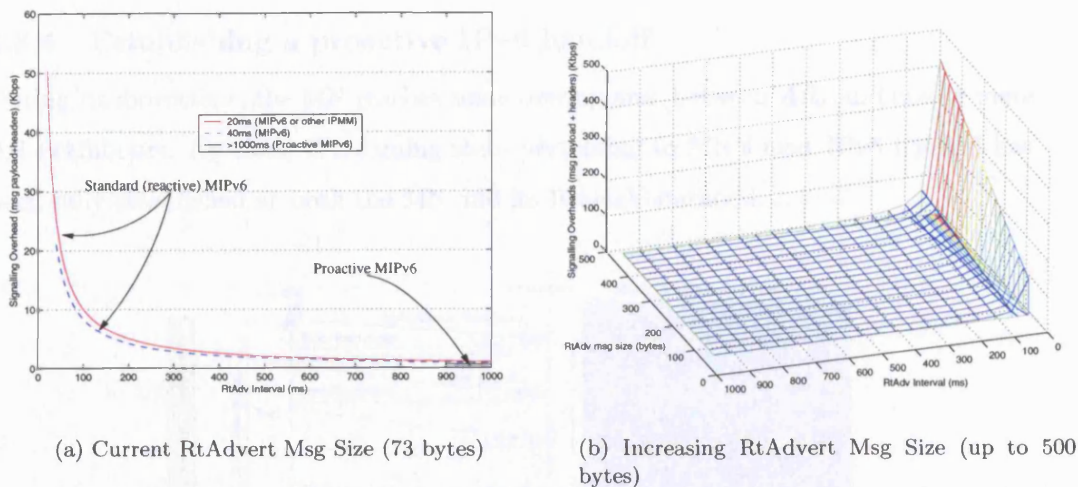 Signalling Overhead (msg payload+headers)(Kbps)
60
50
40
30
20
10
0
20ms (MIPv6 or other IPMM)
40ms (MIPv6)
>1000ms (Proactive MIPv6)
Standard (reactive) MIPv6
Proactive MIPv6
0 100 200 300 400 500 600 700 800 900 1000
RtAdv Interval (ms)
(a) Current RtAdvert Msg Size (73 bytes)
Signalling Overheads (msg payload + headers) (Kbps)
500
400
300
200
100
0
500
400
300
200
100
0
RtAdv msg size (bytes)
1000 900 800 700 600 500 400 300 200 100 0
RtAdv Interval (ms)
(b) Increasing RtAdvert Msg Size (up to 500
bytes)